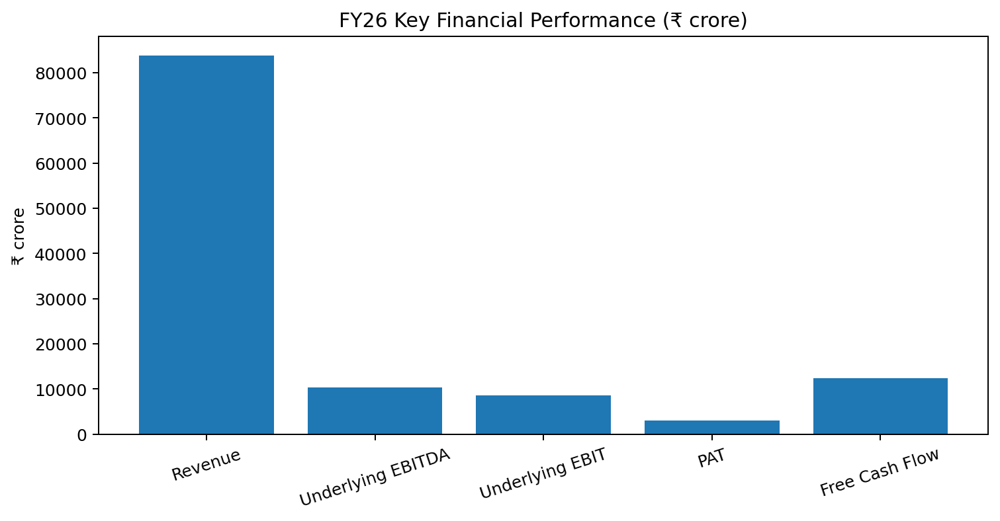 FY26 Key Financial Performance (₹ crore)
₹ crore
80000
70000
60000
50000
40000
30000
20000
10000
0
Revenue
Underlying EBITDA
Underlying EBIT
PAT
Free Cash Flow